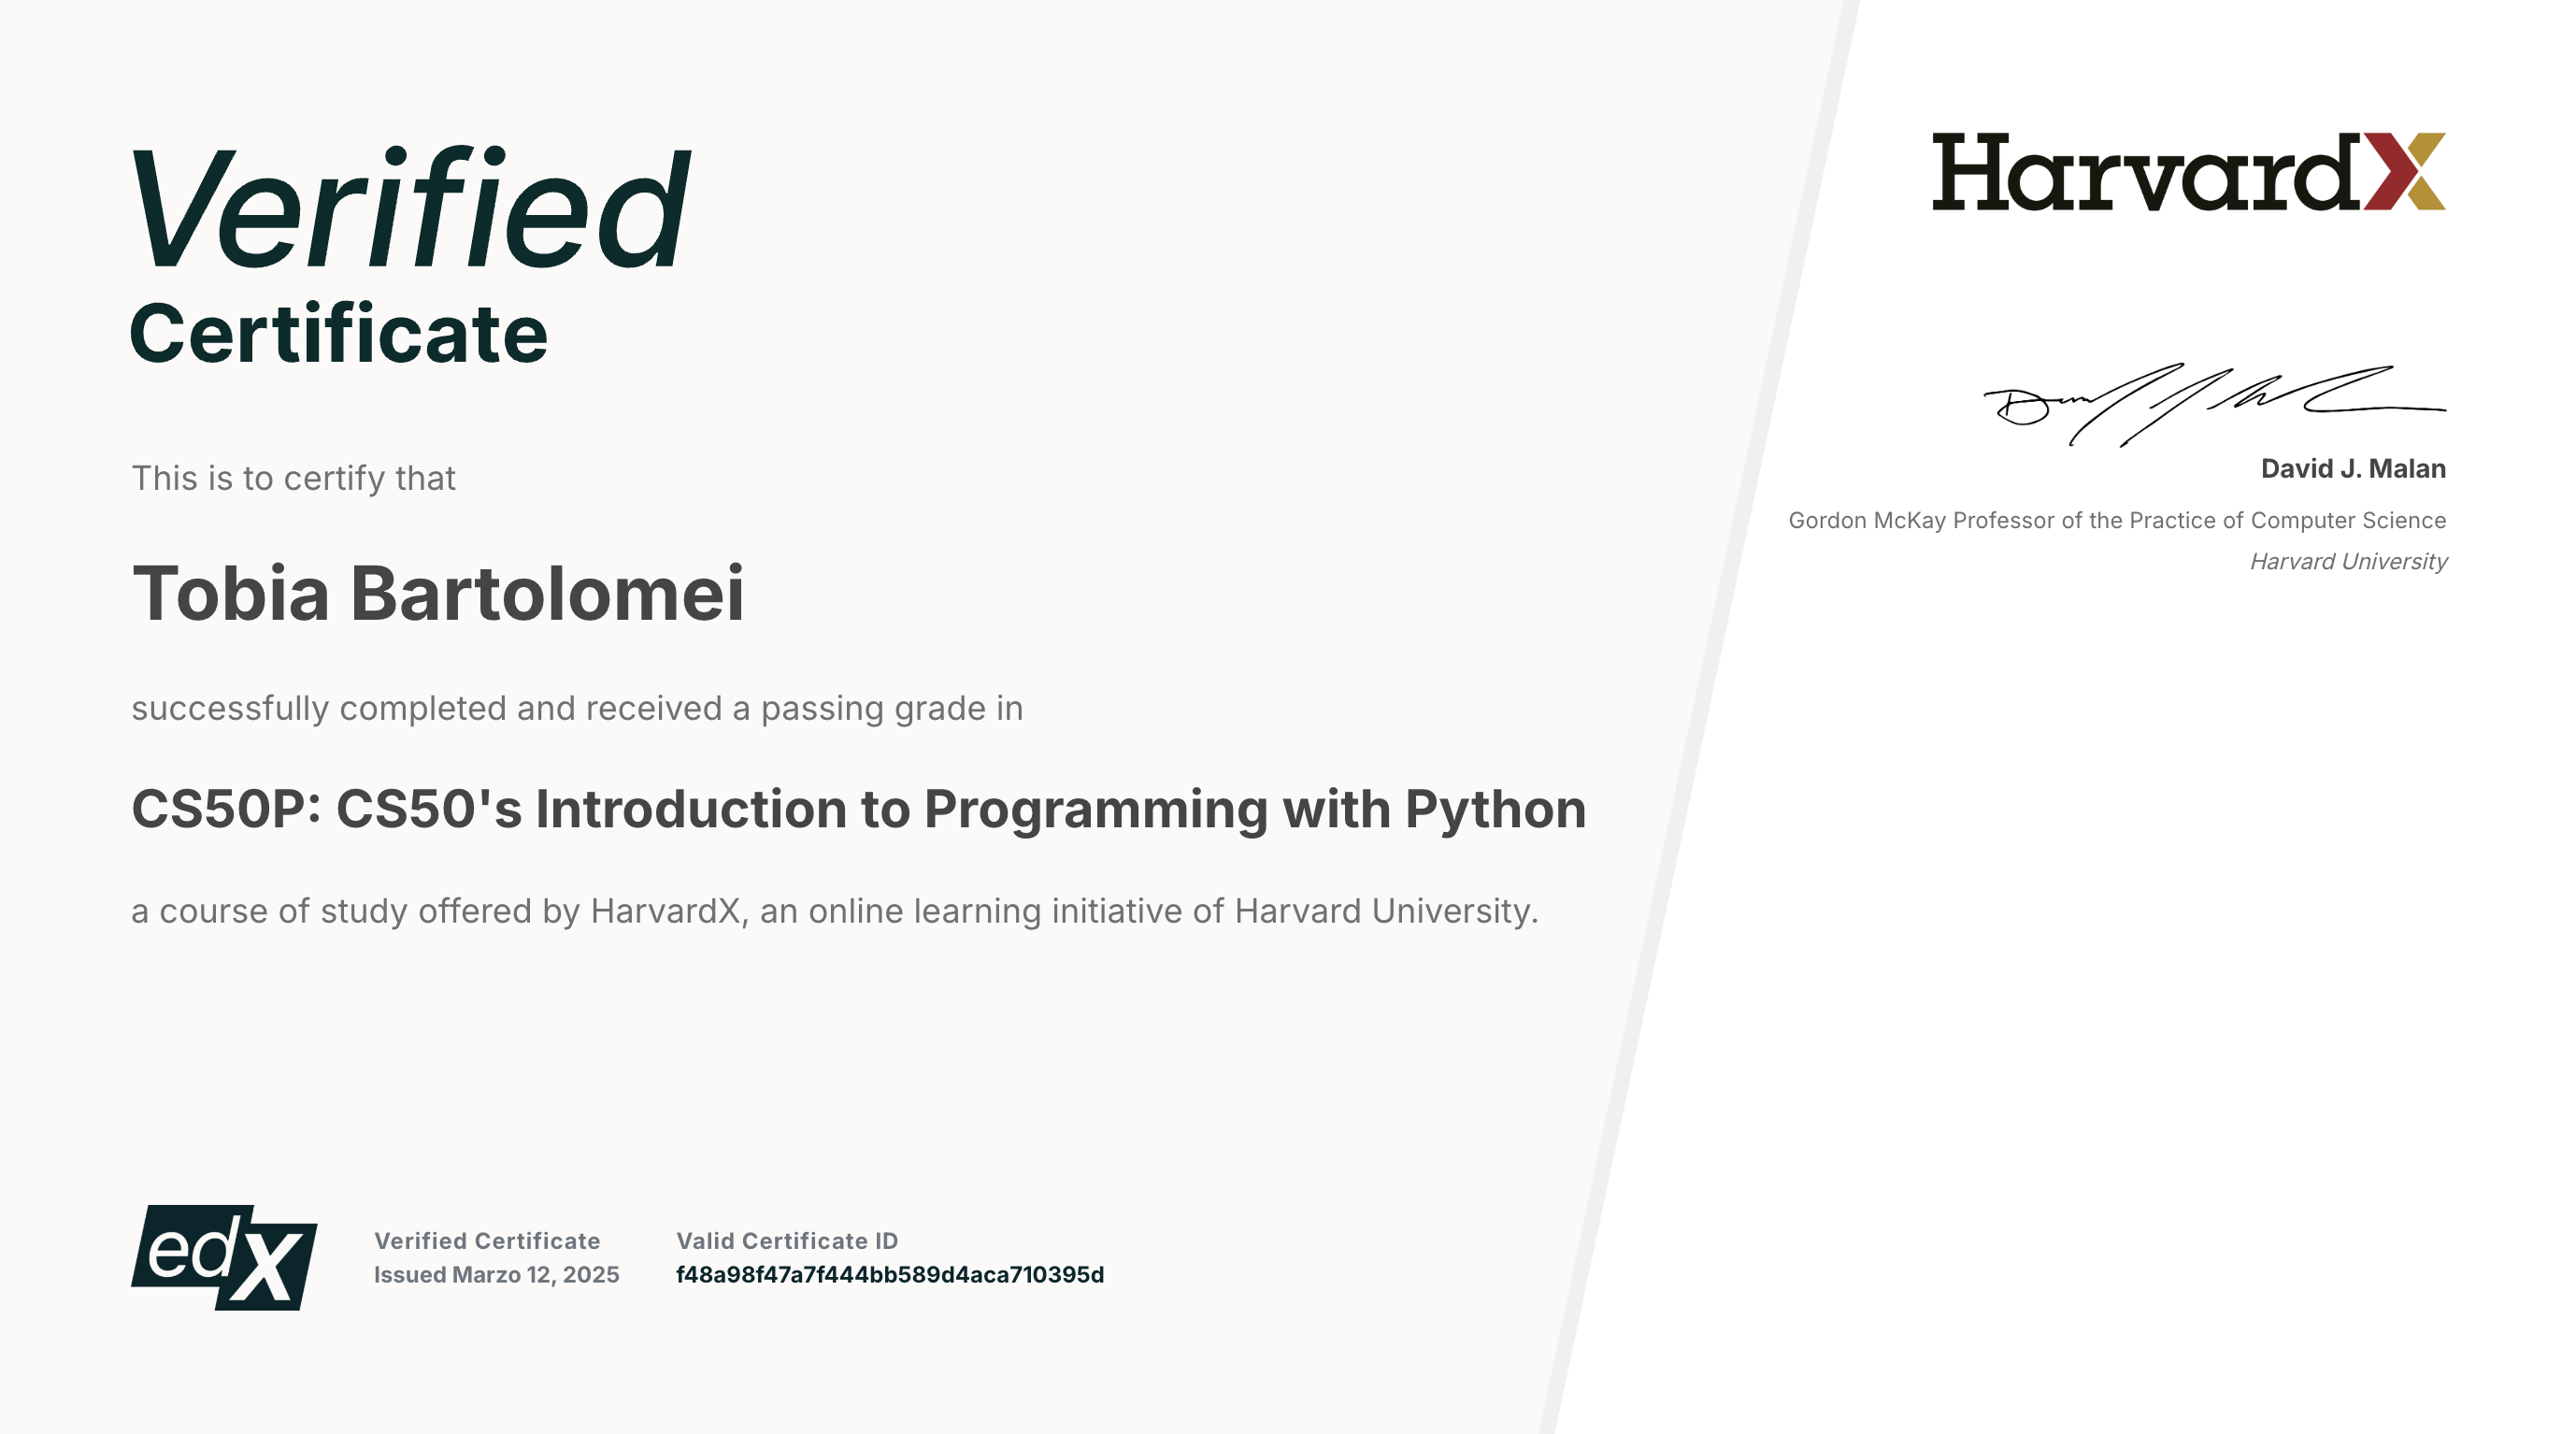 Verified
Certificate
This is to certify that
Tobia Bartolomei
successfully completed and received a passing grade in
CS50P: CS50's Introduction to Programming with Python
a course of study offered by HarvardX, an online learning initiative of Harvard University.
HarvardX
David J. Malan
Gordon McKay Professor of the Practice of Computer Science
Harvard University
edX
Verified Certificate
Issued Marzo 12, 2025
Valid Certificate ID
f48a98f47a7f444bb589d4aca710395d